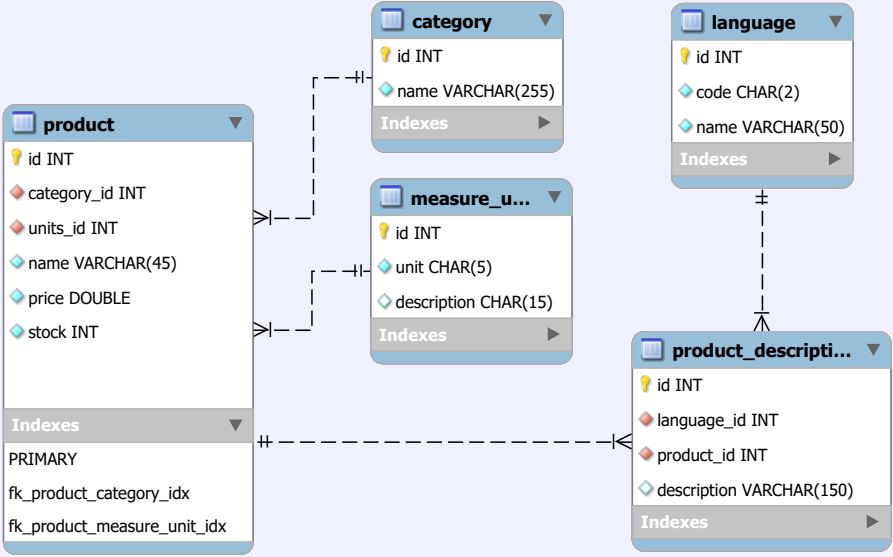 category
id INT
name VARCHAR(255)
Indexes
language
id INT
code CHAR(2)
name VARCHAR(50)
Indexes
product
id INT
category_id INT
units_id INT
name VARCHAR(45)
price DOUBLE
stock INT
Indexes
PRIMARY
fk_product_category_idx
fk_product_measure_unit_idx
measure_u...
id INT
unit CHAR(5)
description CHAR(15)
Indexes
product_descripti...
id INT
language_id INT
product_id INT
description VARCHAR(150)
Indexes